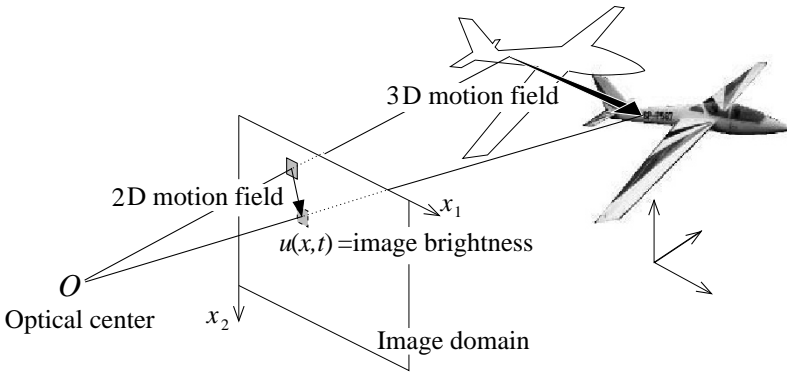 3D motion field
2D motion field
x1
u(x,t)=image brightness
O
Optical center
x2
Image domain